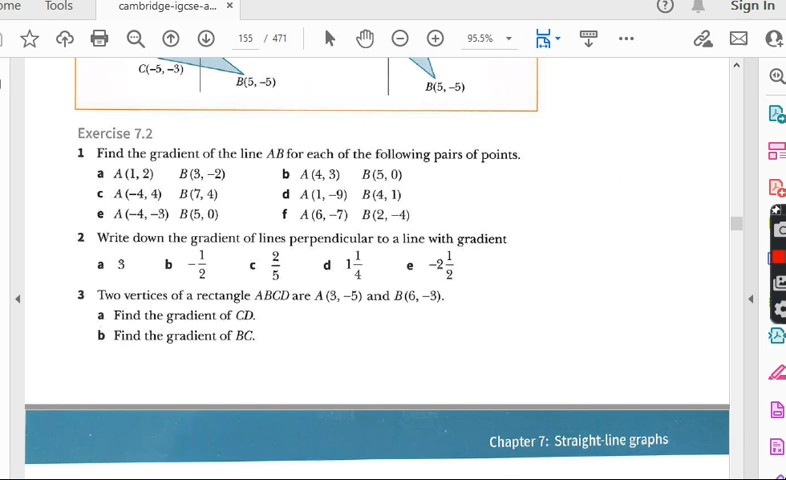 ome Tools cambridge-igcse-a... × Sign In
155 / 471 95.5%
C(–5, –3)
B(5, –5)
B(5, –5)
Exercise 7.2
1 Find the gradient of the line AB for each of the following pairs of points.
a A (1, 2) B (3, –2) b A (4, 3) B (5, 0)
c A (–4, 4) B (7, 4) d A (1, –9) B (4, 1)
e A (–4, –3) B (5, 0) f A (6, –7) B (2, –4)
2 Write down the gradient of lines perpendicular to a line with gradient
a 3 b –1/2 c 2/5 d 1 1/4 e –2 1/2
3 Two vertices of a rectangle ABCD are A (3, –5) and B (6, –3).
a Find the gradient of CD.
b Find the gradient of BC.
Chapter 7: Straight-line graphs